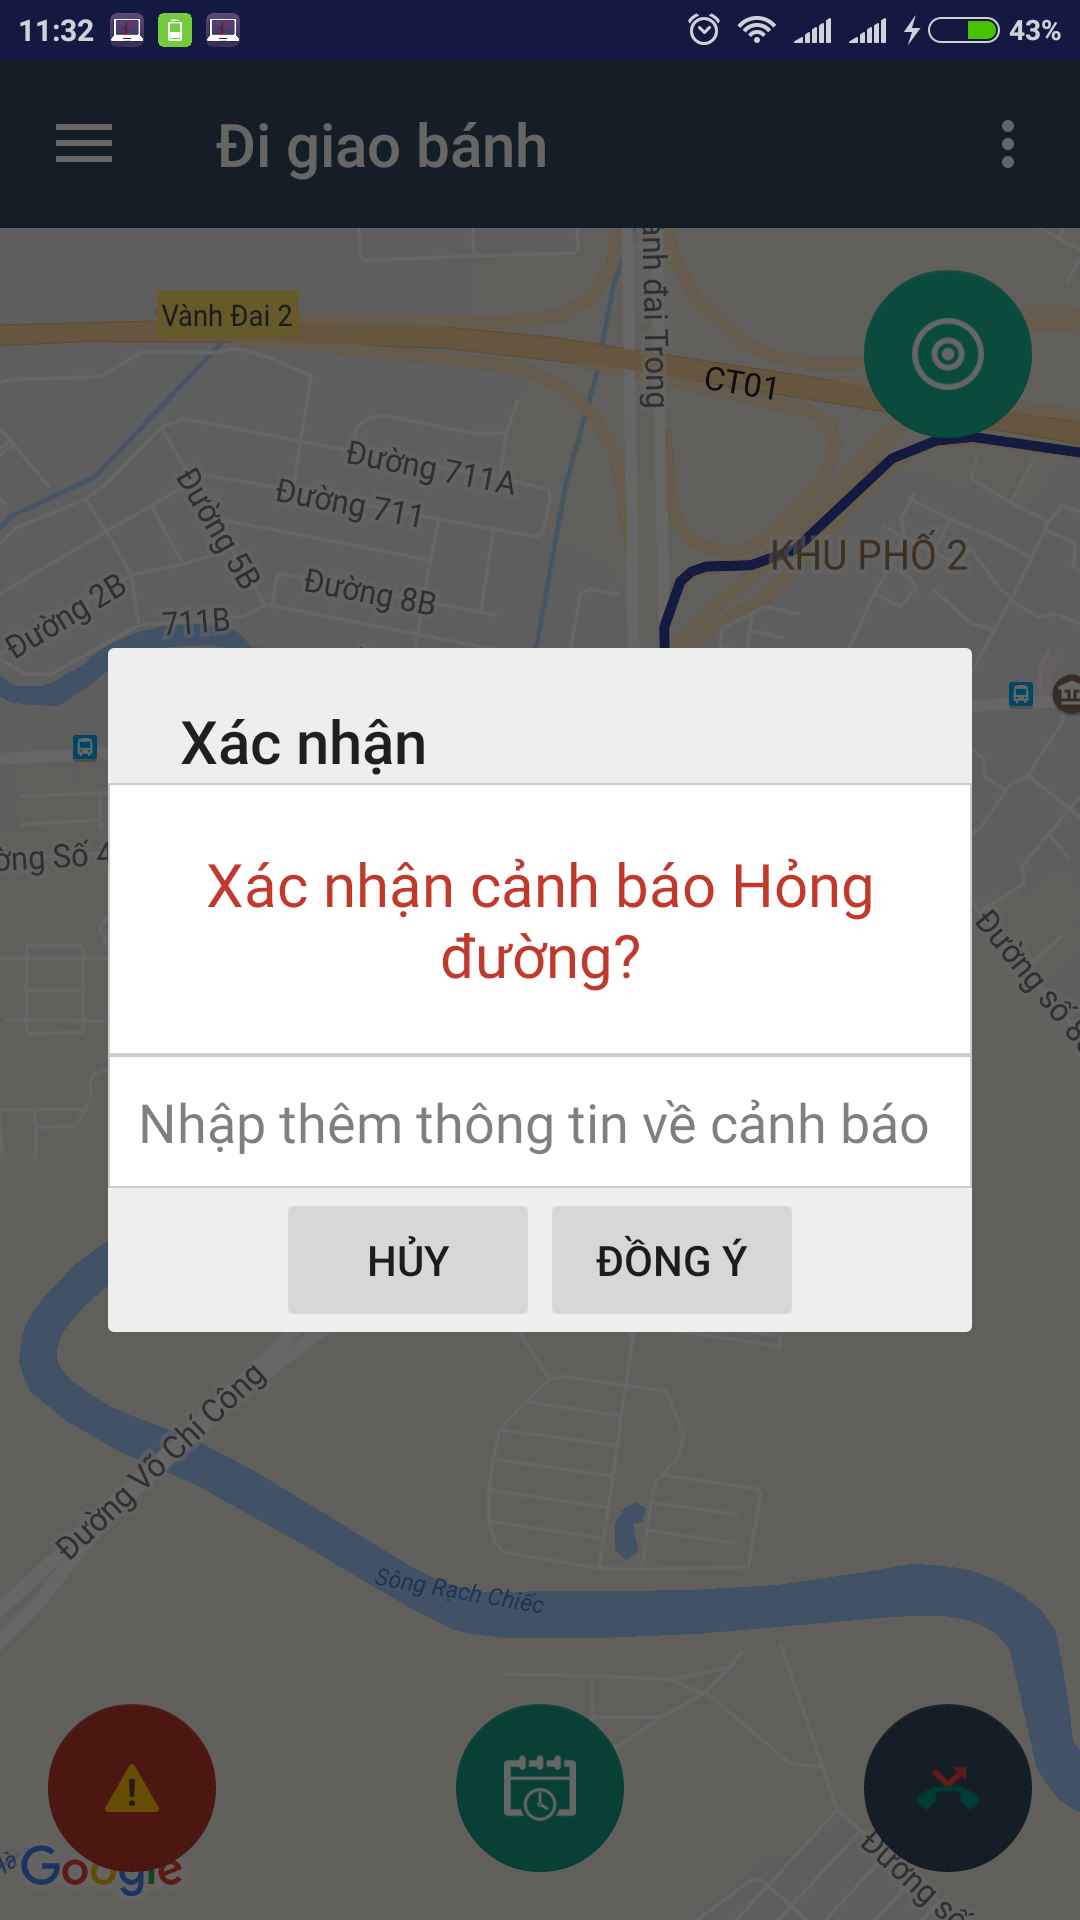 11:32
43%
Đi giao bánh
ành đai Trong
Vành Đai 2
CT01
Đường 711A
Đường 711
Đường 5B
KHU PHỐ 2
Đường 8B
Đường 2B
711B
Xác nhận
ờng Số 4
Xác nhận cảnh báo Hỏng
đường?
Đường số 8
Nhập thêm thông tin về cảnh báo
HỦY
ĐỒNG Ý
Đường Võ Chí Công
Sông Rạch Chiếc
Google
Đường số